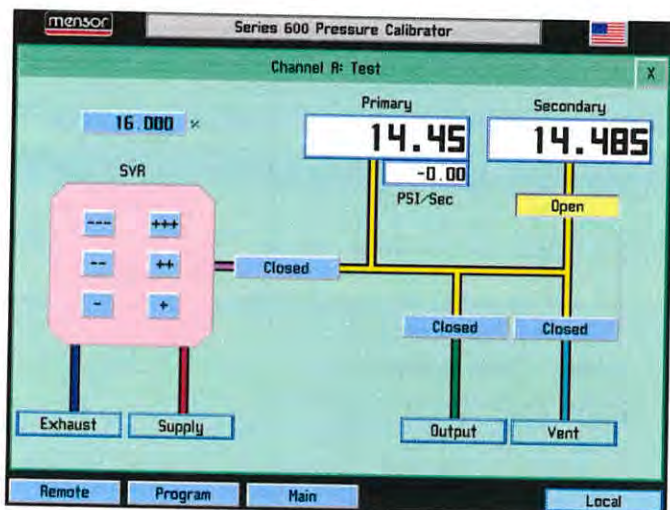 mensor
Series 600 Pressure Calibrator
Channel A: Test
X
Primary
Secondary
16.000 %
14.45
14.485
-0.00
PSI/Sec
SVR
Open
---
+++
--
++
-
+
Closed
Closed
Closed
Exhaust
Supply
Output
Vent
Remote
Program
Main
Local